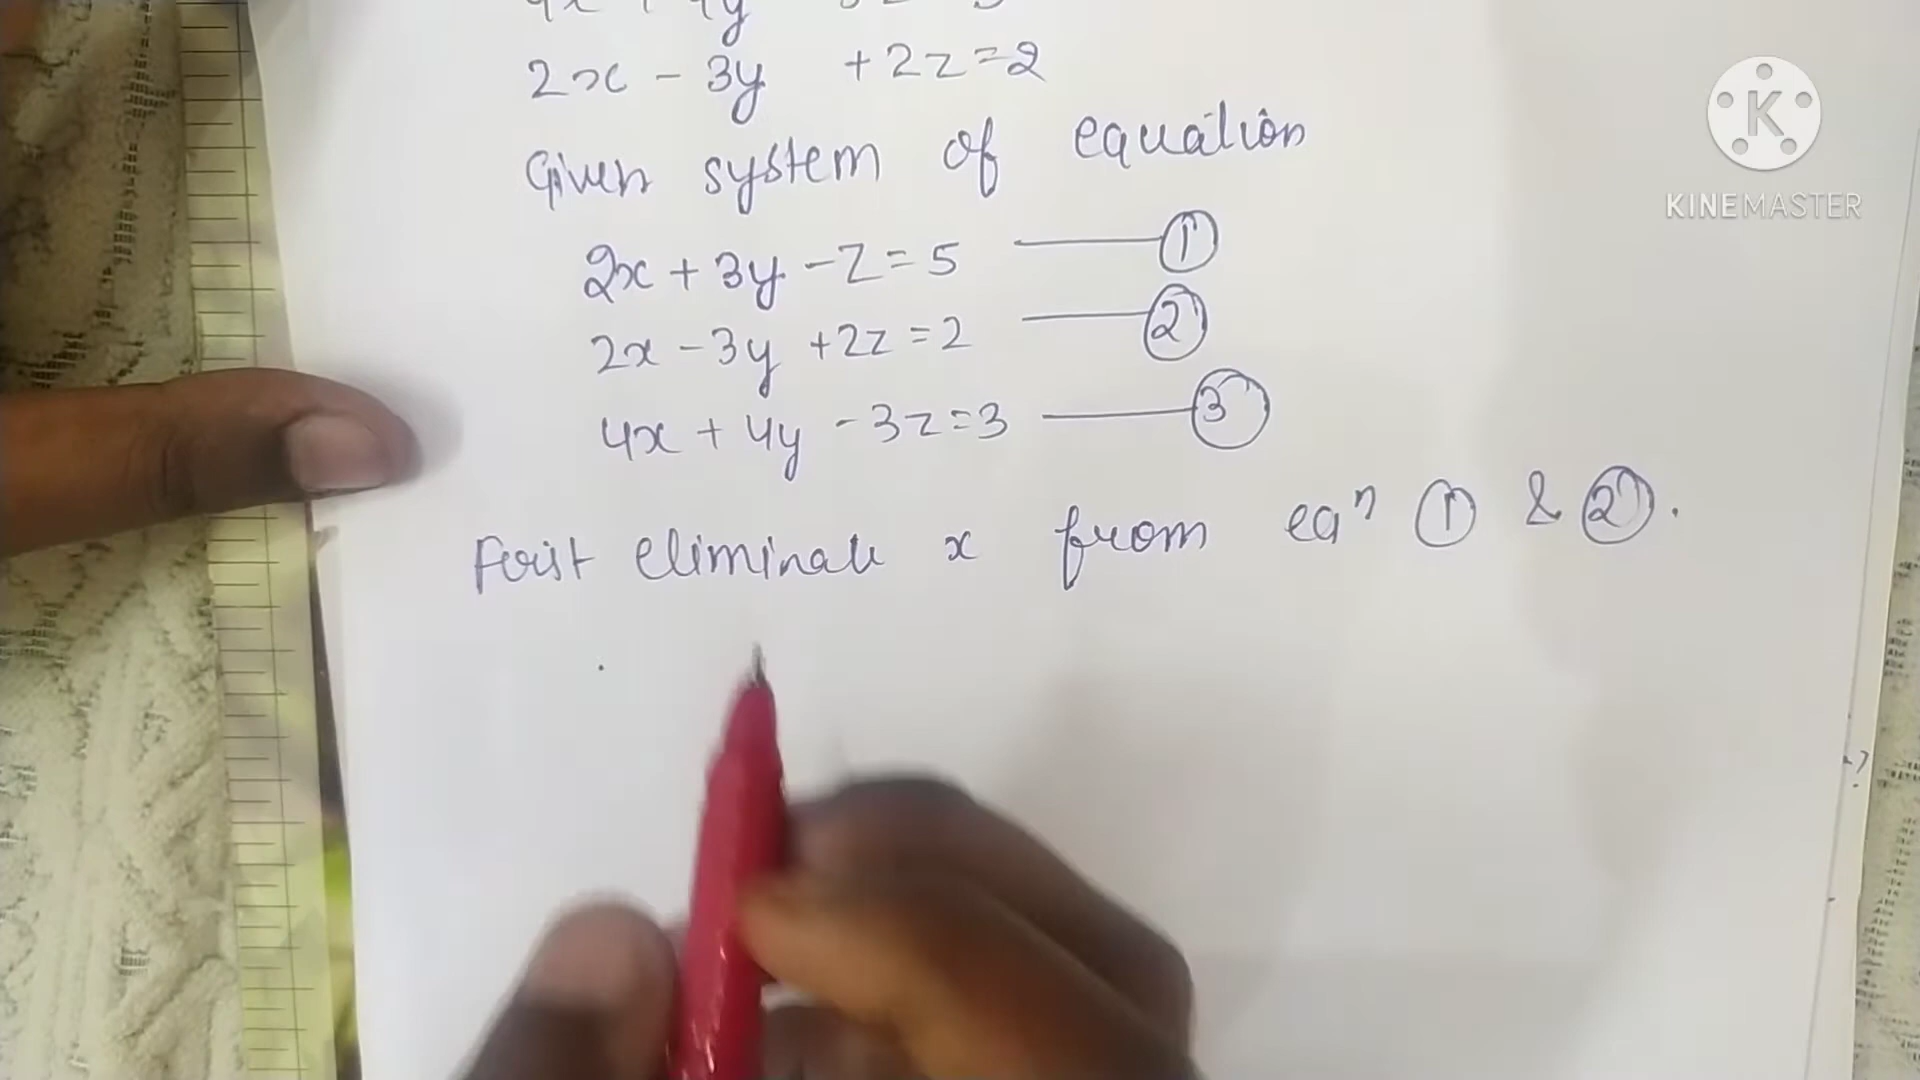 2x - 3y + 2z = 2
Given system of equation
2x + 3y - z = 5 — 1
2x - 3y + 2z = 2 — 2
4x + 4y - 3z = 3 — 3
First eliminate x from eqn 1 & 2.
K
KINEMASTER